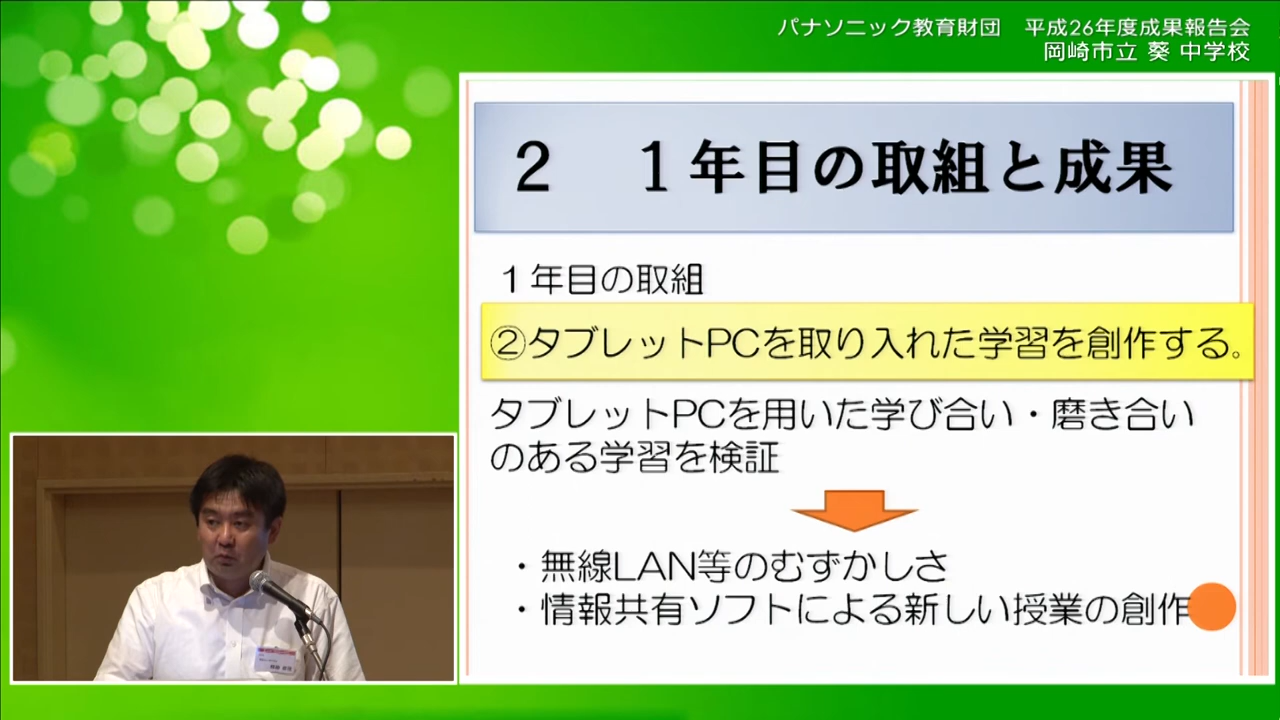 パナソニック教育財団　平成26年度成果報告会
岡崎市立 葵 中学校
２　１年目の取組と成果
１年目の取組
②タブレットPCを取り入れた学習を創作する。
タブレットPCを用いた学び合い・磨き合い
のある学習を検証
・無線LAN等のむずかしさ
・情報共有ソフトによる新しい授業の創作